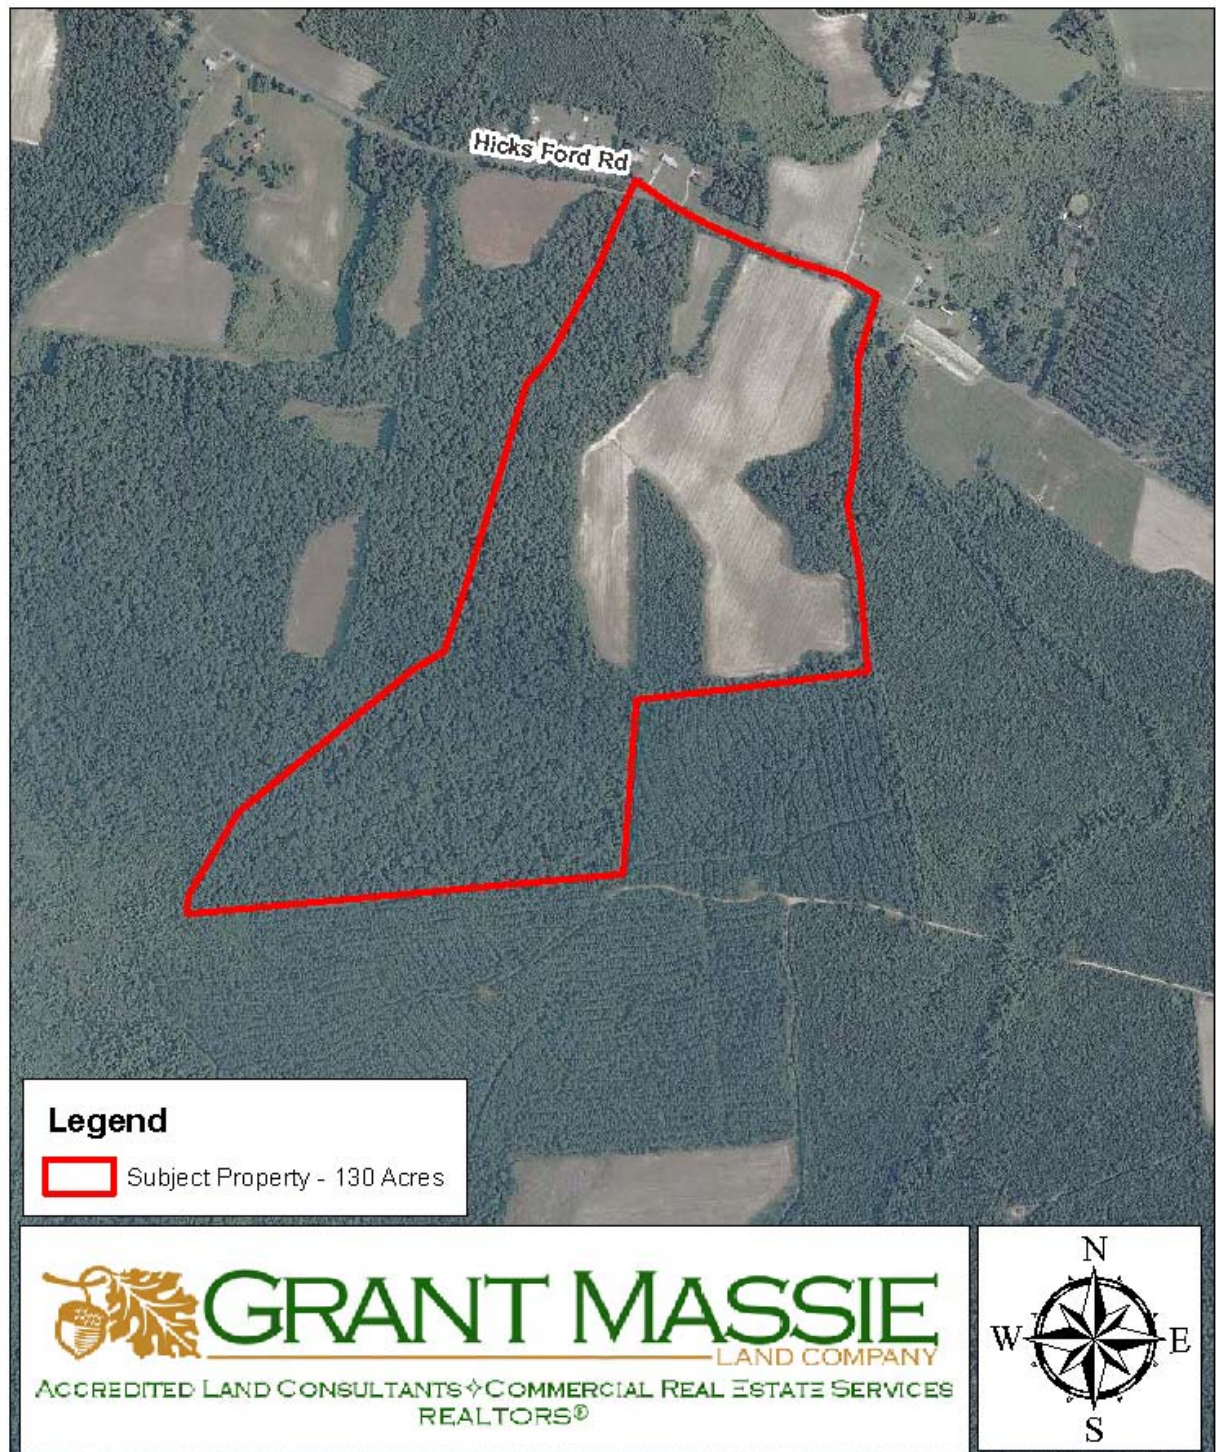 Hicks Ford Rd
Legend
Subject Property - 130 Acres
GRANT MASSIE
LAND COMPANY
ACCREDITED LAND CONSULTANTS✧COMMERCIAL REAL ESTATE SERVICES
REALTORS®
N
W E
S